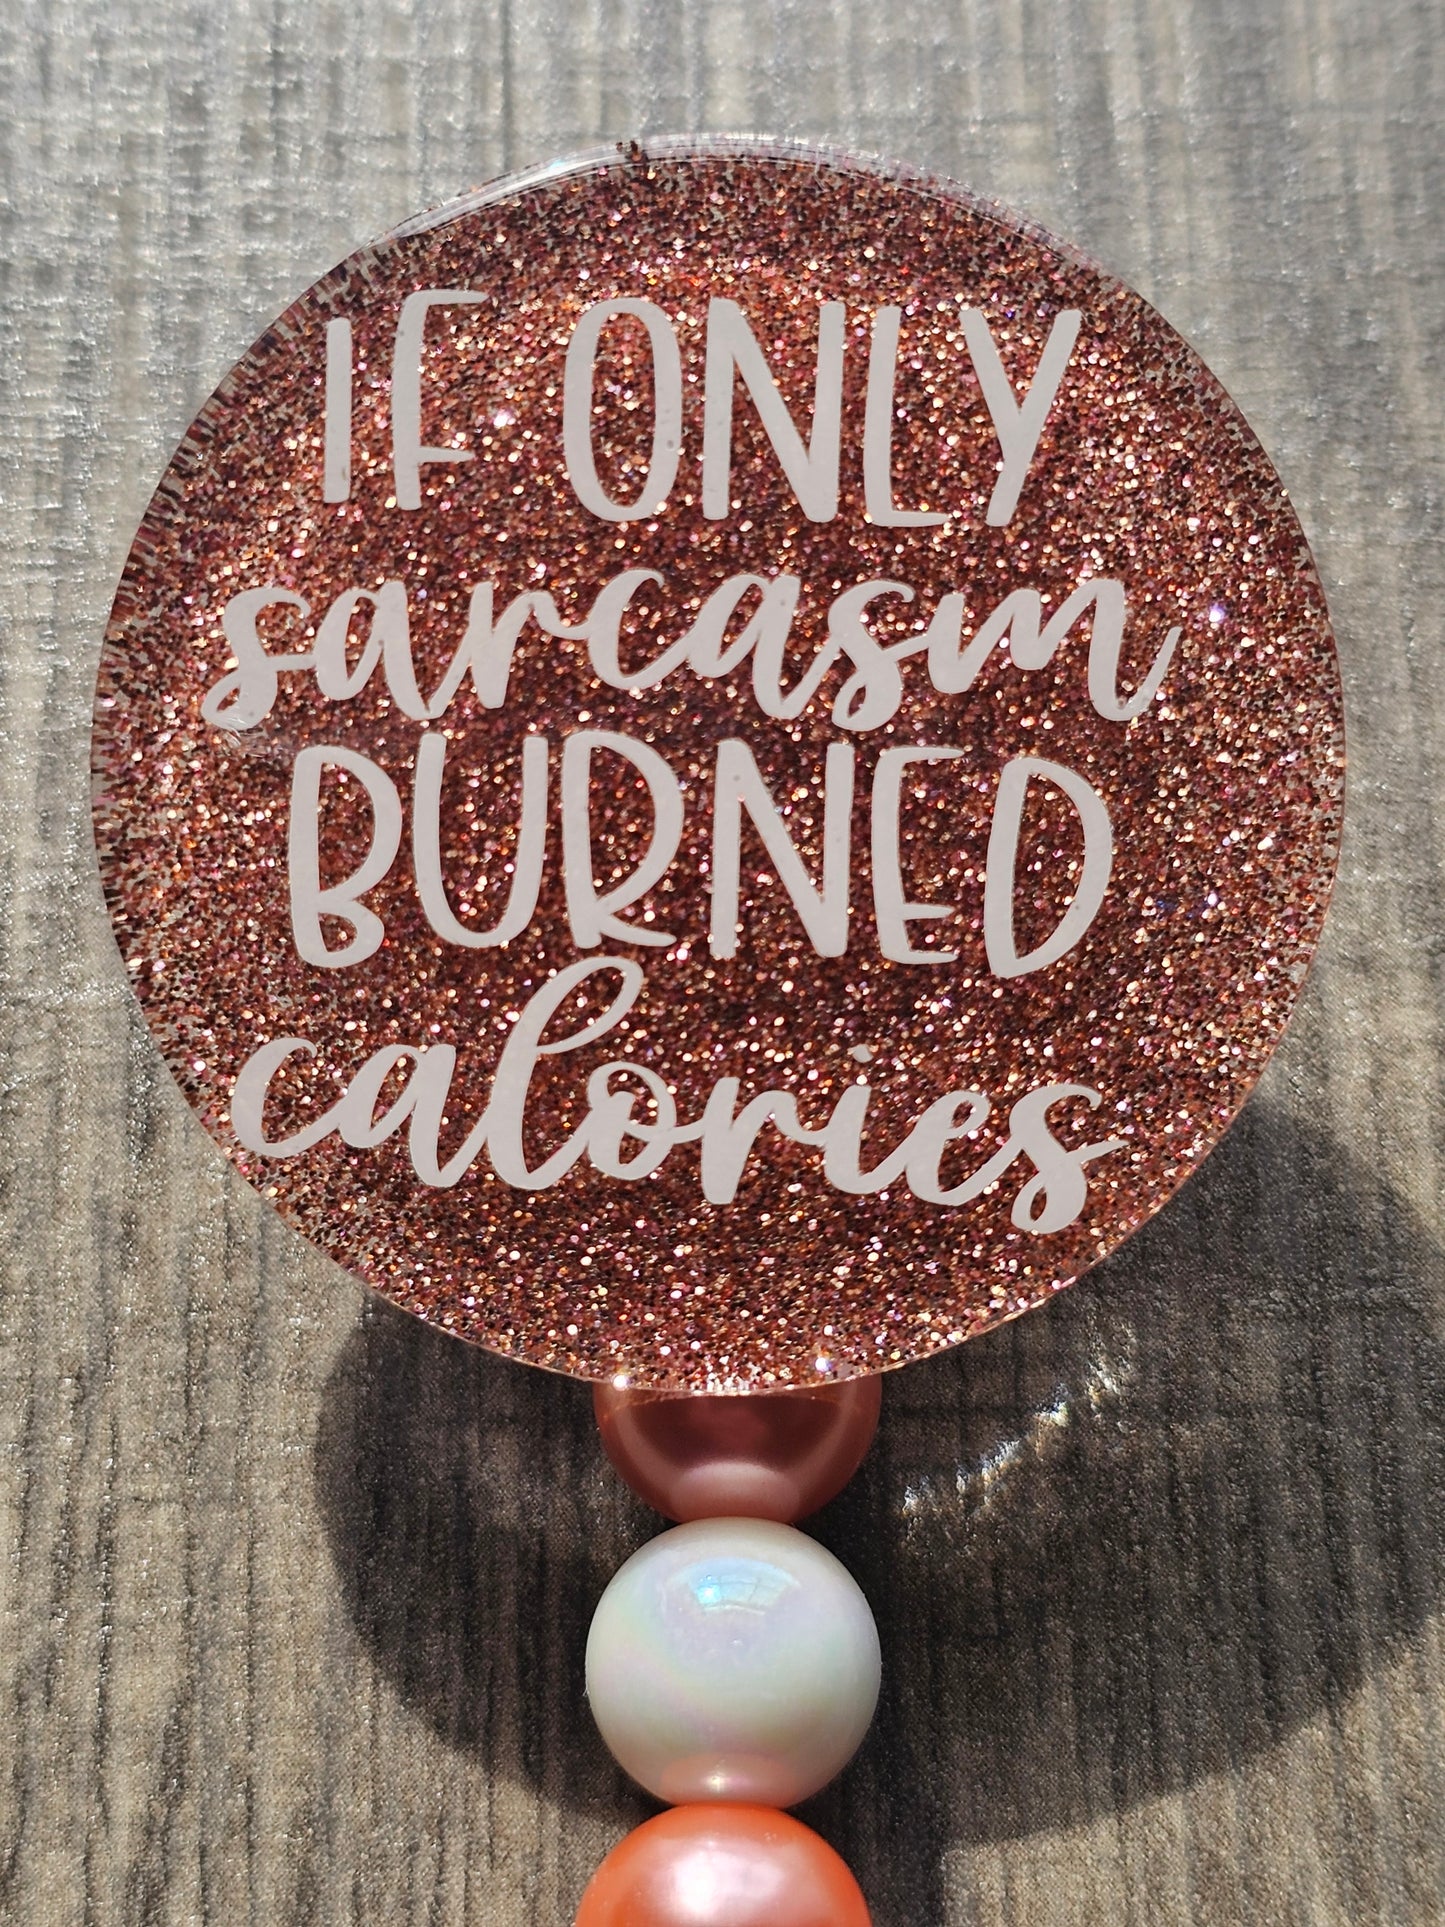 IF ONLY
sarcasm
BURNED
calories